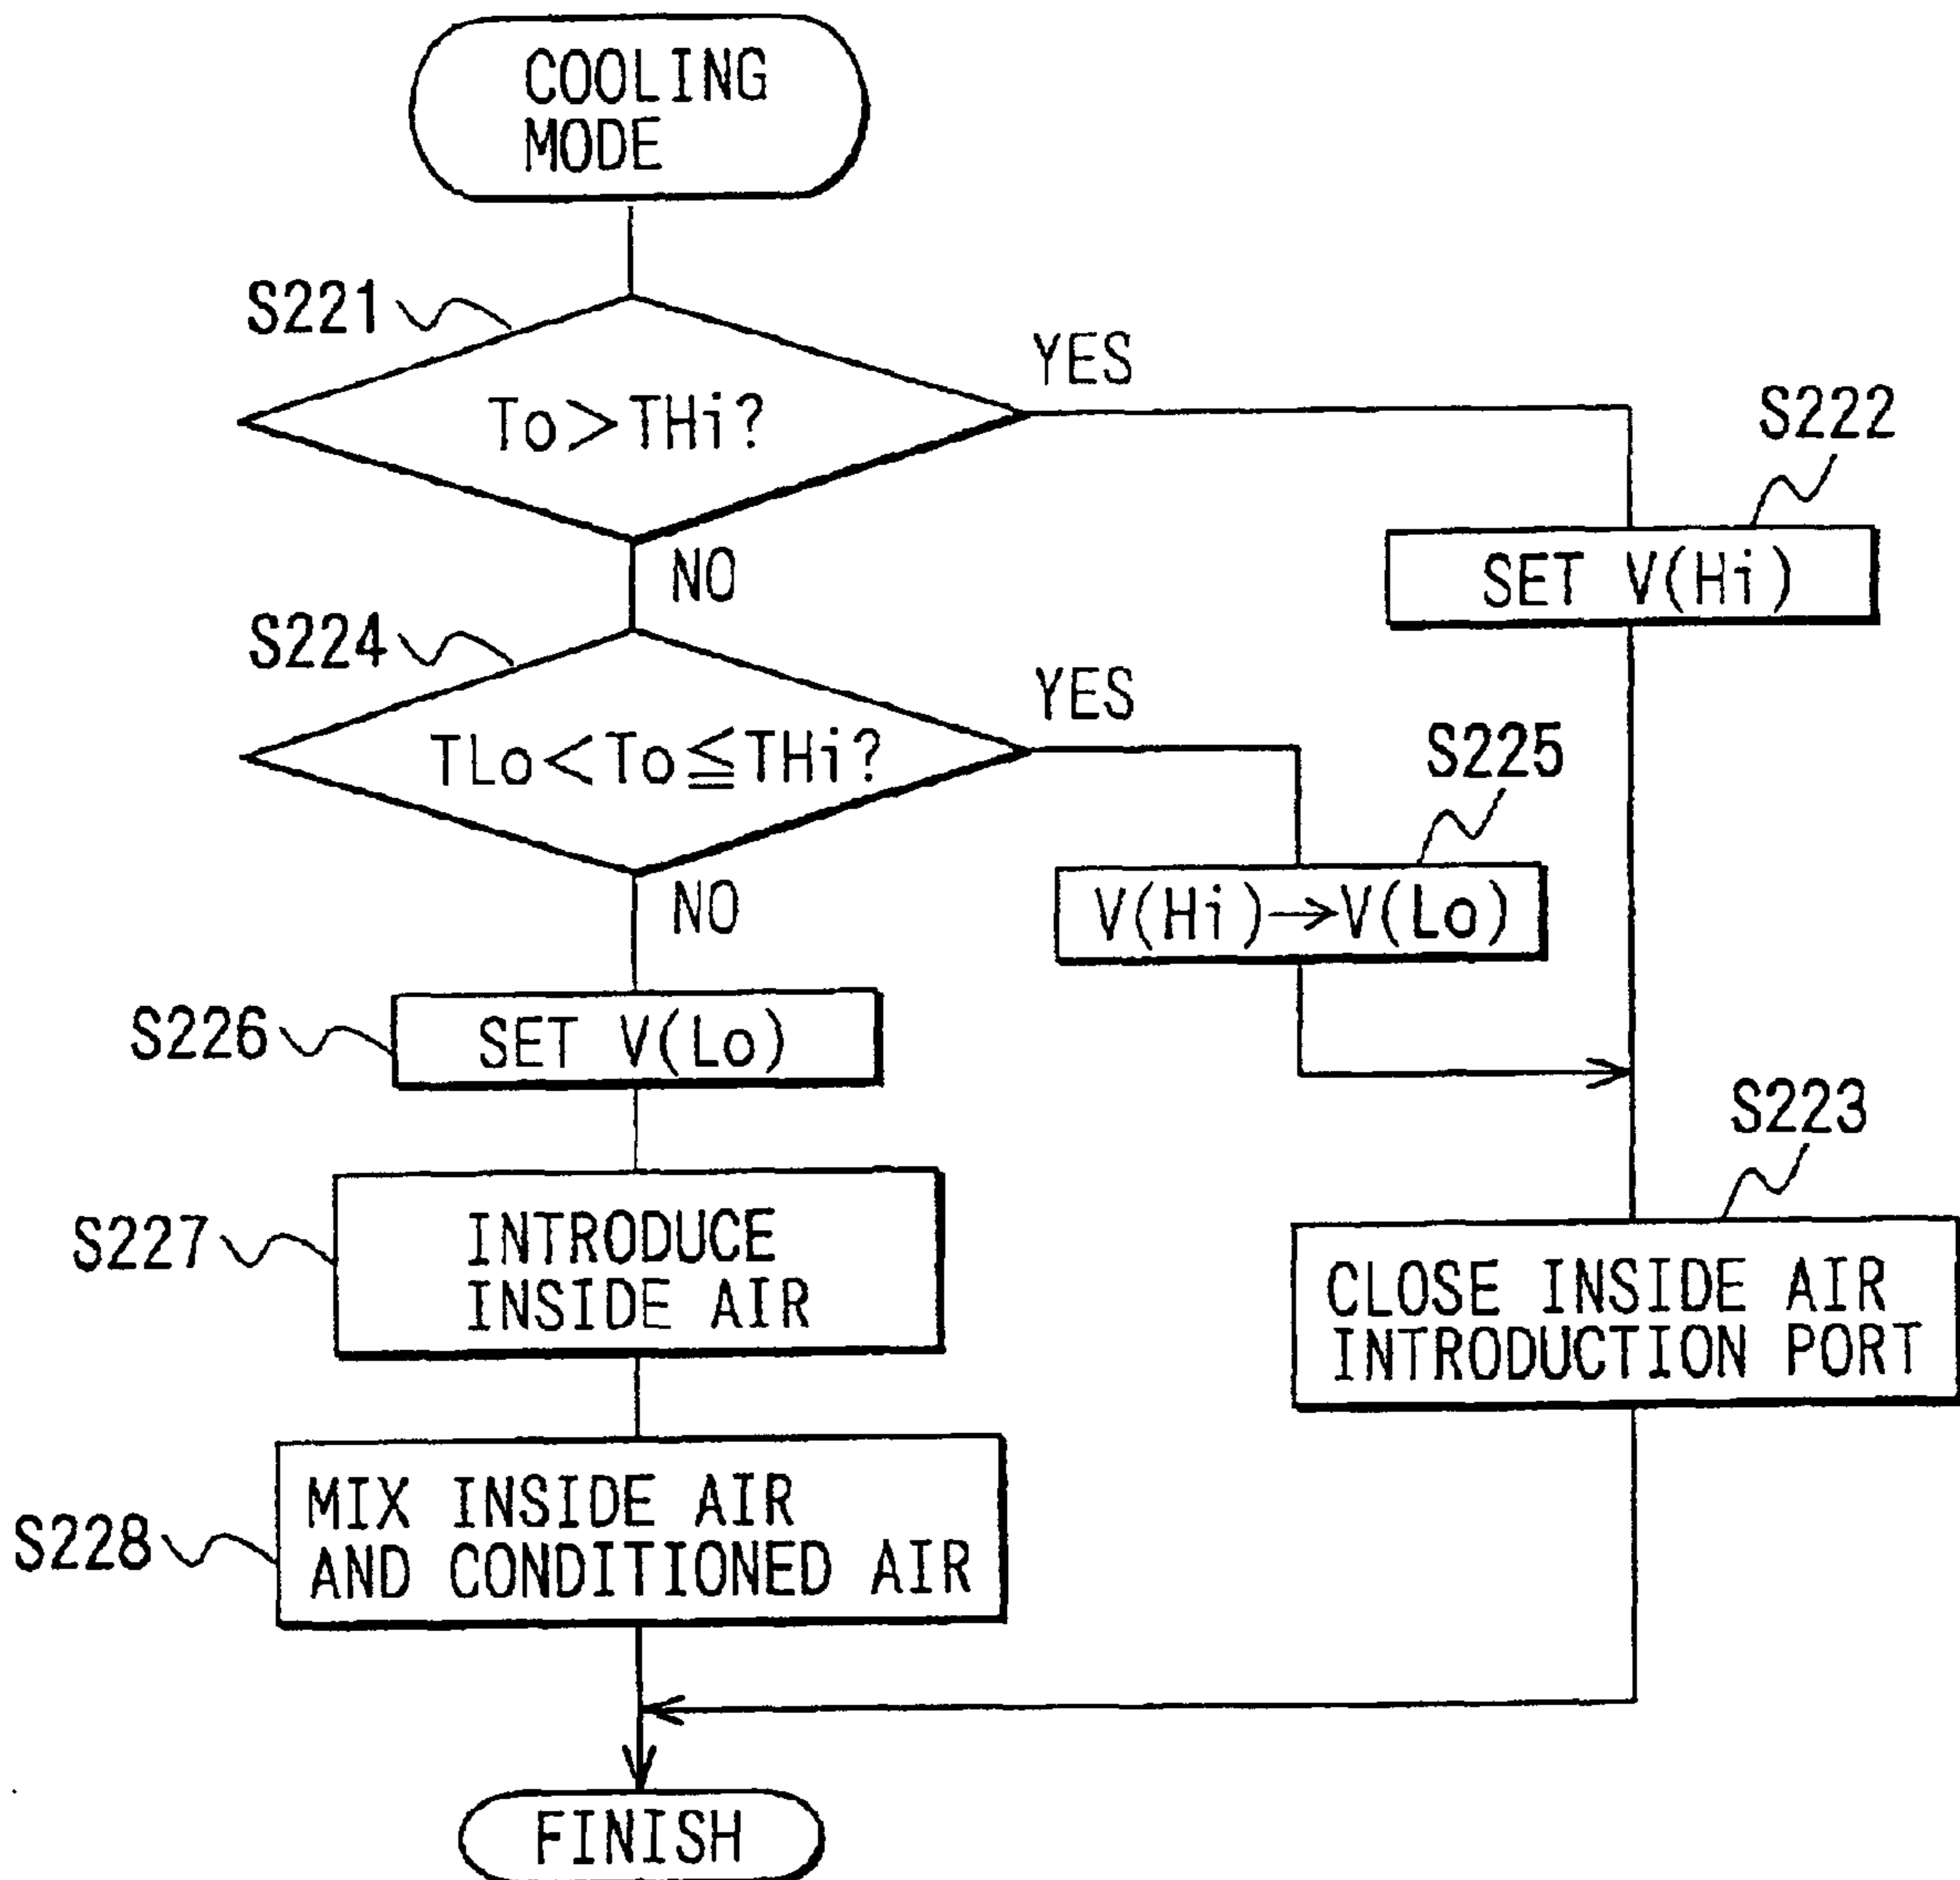 COOLING
MODE
S221
To>THi?
YES
S222
SET V(Hi)
NO
S224
TLo<To≦THi?
YES
S225
V(Hi)→V(Lo)
NO
S226
SET V(Lo)
S223
CLOSE INSIDE AIR
INTRODUCTION PORT
S227
INTRODUCE
INSIDE AIR
S228
MIX INSIDE AIR
AND CONDITIONED AIR
FINISH